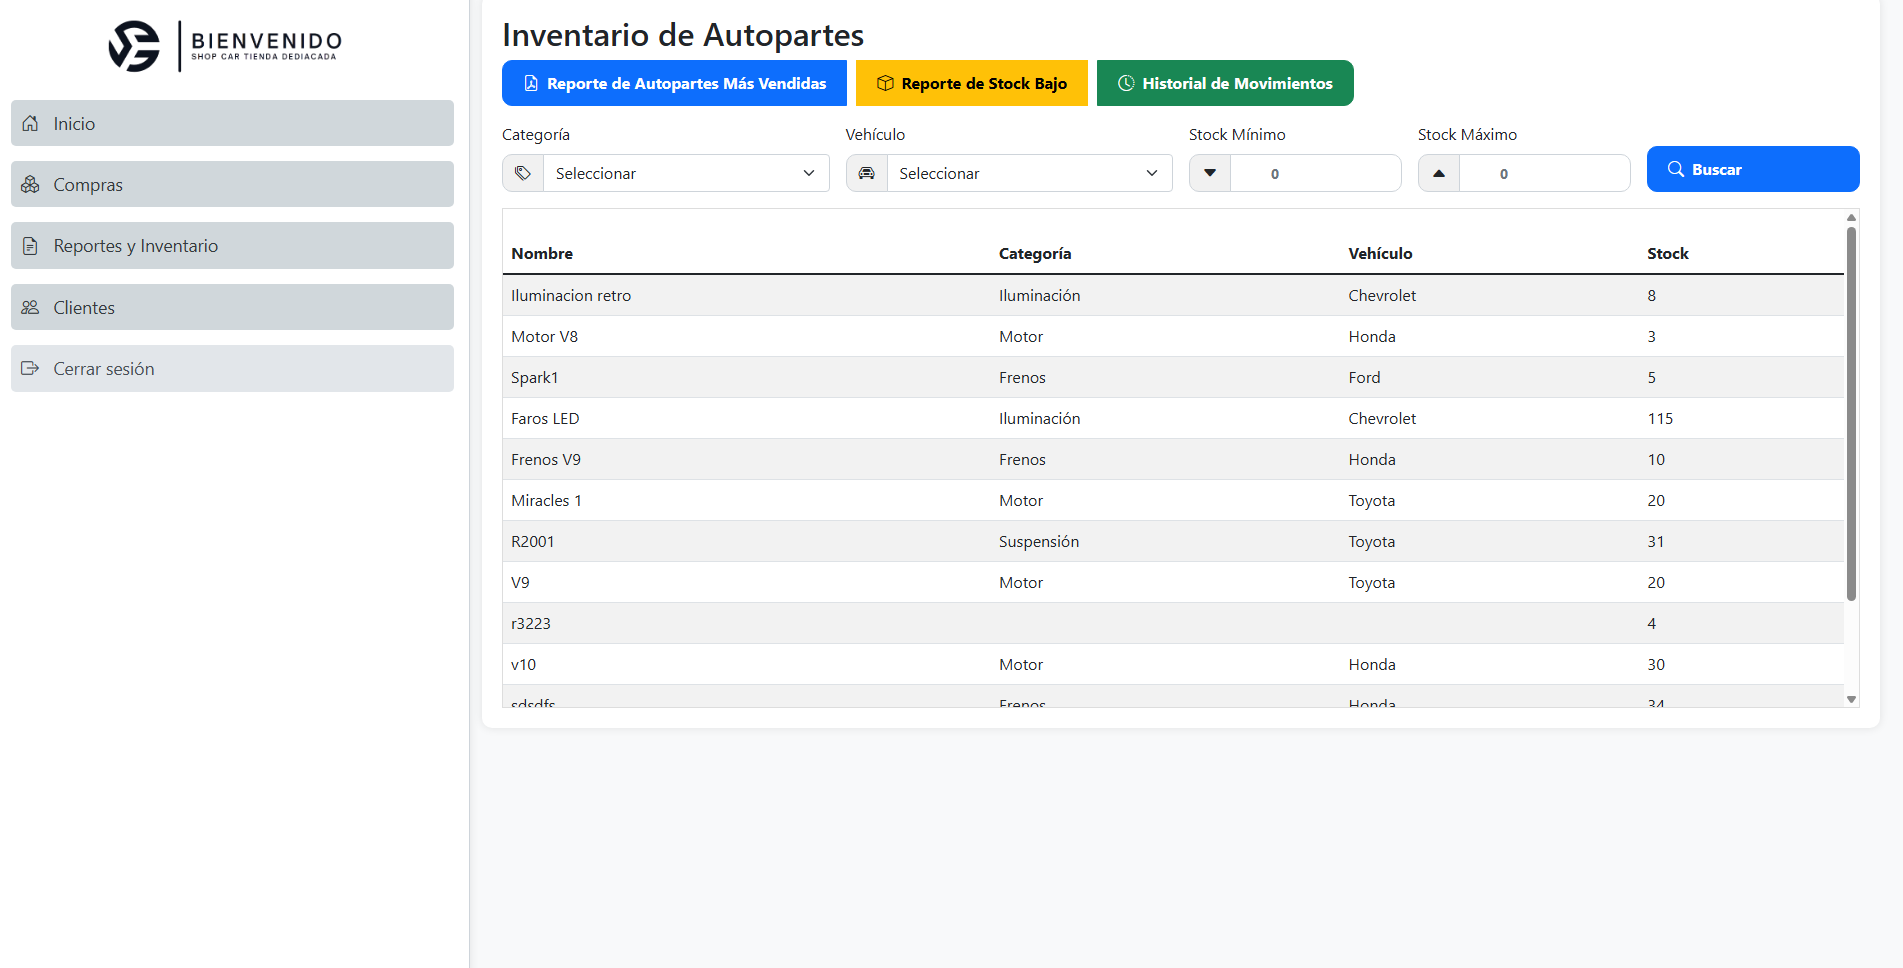 BIENVENIDO
SHOP CAR TIENDA DEDIACADA
Inicio
Compras
Reportes y Inventario
Clientes
Cerrar sesión
Inventario de Autopartes
Reporte de Autopartes Más Vendidas Reporte de Stock Bajo Historial de Movimientos
Categoría Vehículo Stock Mínimo Stock Máximo
Seleccionar Seleccionar 0 0 Buscar
Nombre Categoría Vehículo Stock
Iluminacion retro Iluminación Chevrolet 8
Motor V8 Motor Honda 3
Spark1 Frenos Ford 5
Faros LED Iluminación Chevrolet 115
Frenos V9 Frenos Honda 10
Miracles 1 Motor Toyota 20
R2001 Suspensión Toyota 31
V9 Motor Toyota 20
r3223 4
v10 Motor Honda 30
sdsdfs Frenos Honda 34